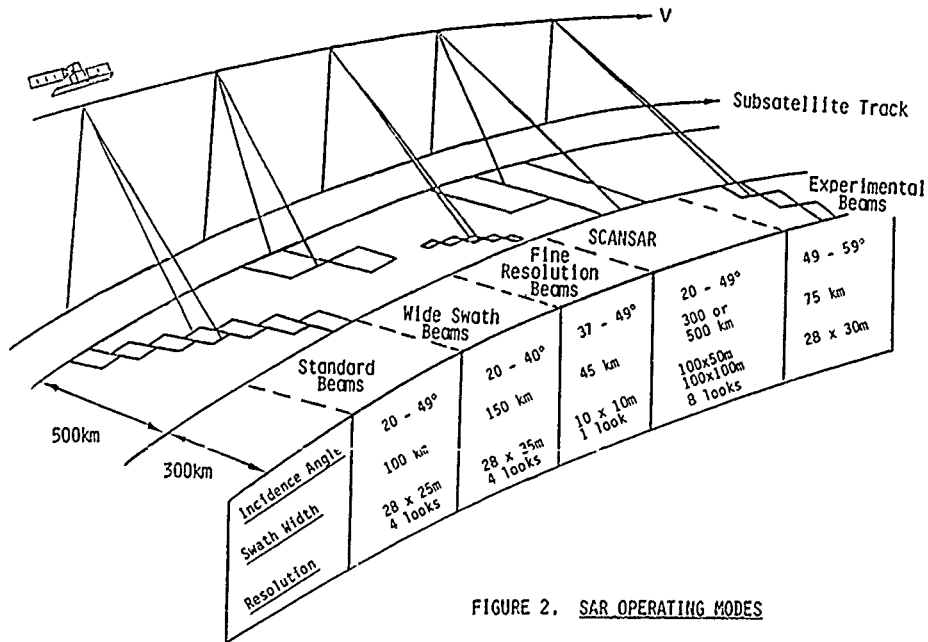 V
Subsatellite Track
Experimental
Beams
SCANSAR
Fine
Resolution
Beams
Wide Swath
Beams
Standard
Beams
500km
300km
Incidence Angle
20 - 49°
20 - 40°
37 - 49°
20 - 49°
49 - 59°
Swath Width
100 km
150 km
45 km
300 or
500 km
75 km
Resolution
28 x 25m
4 looks
28 x 35m
4 looks
10 x 10m
1 look
100x50m
100x100m
8 looks
28 x 30m
FIGURE 2. SAR OPERATING MODES